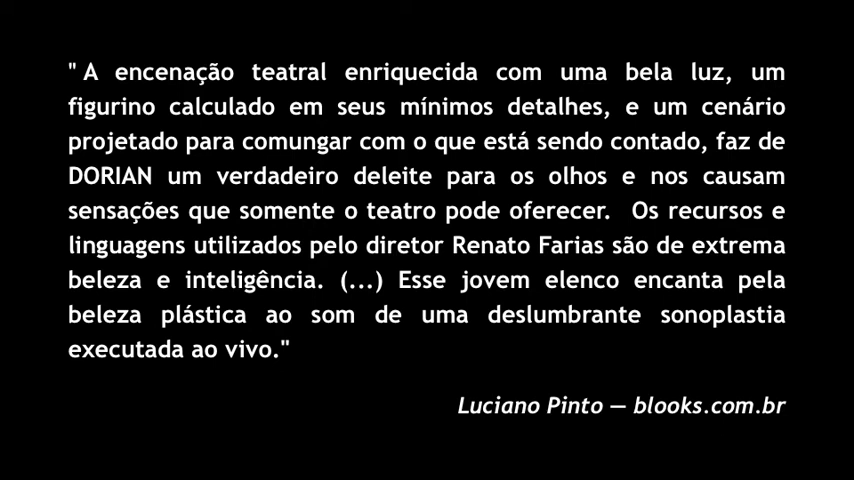 " A encenação teatral enriquecida com uma bela luz, um
figurino calculado em seus mínimos detalhes, e um cenário
projetado para comungar com o que está sendo contado, faz de
DORIAN um verdadeiro deleite para os olhos e nos causam
sensações que somente o teatro pode oferecer.  Os recursos e
linguagens utilizados pelo diretor Renato Farias são de extrema
beleza e inteligência. (...) Esse jovem elenco encanta pela
beleza plástica ao som de uma deslumbrante sonoplastia
executada ao vivo."
Luciano Pinto — blooks.com.br